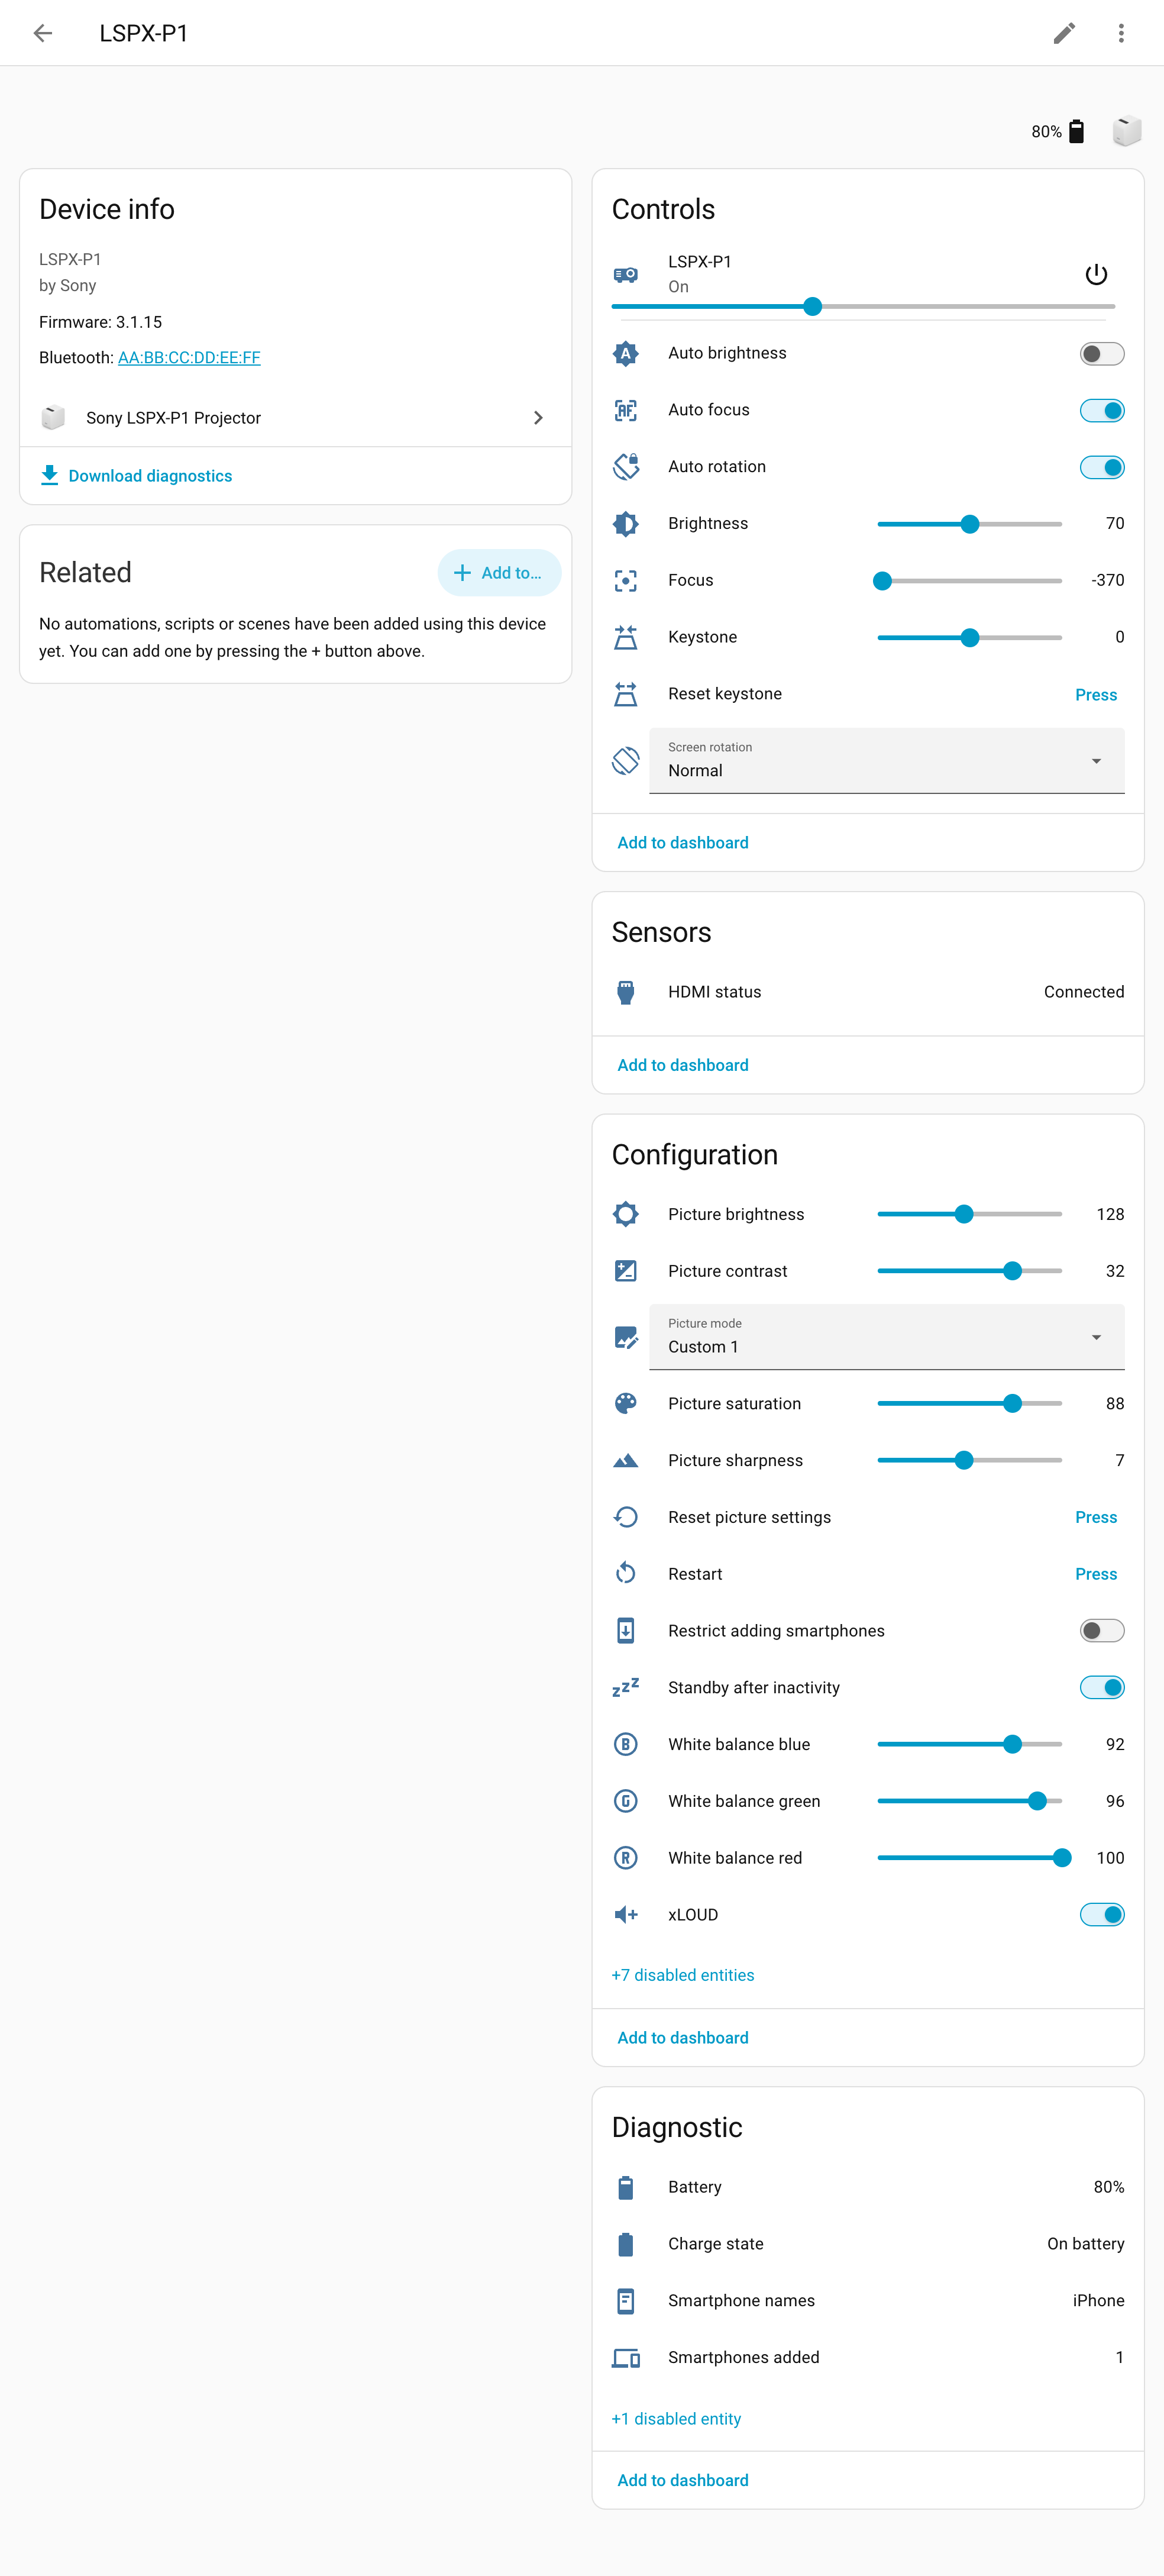 LSPX-P1
80%
Device info
LSPX-P1
by Sony
Firmware: 3.1.15
Bluetooth: AA:BB:CC:DD:EE:FF
Sony LSPX-P1 Projector
Download diagnostics
Related
Add to...
No automations, scripts or scenes have been added using this device
yet. You can add one by pressing the + button above.
Controls
LSPX-P1
On
A
Auto brightness
AF
Auto focus
Auto rotation
Brightness 70
Focus -370
Keystone 0
Reset keystone Press
Screen rotation
Normal
Add to dashboard
Sensors
HDMI status Connected
Add to dashboard
Configuration
Picture brightness 128
Picture contrast 32
Picture mode
Custom 1
Picture saturation 88
Picture sharpness 7
Reset picture settings Press
Restart Press
Restrict adding smartphones
zzz Standby after inactivity
B White balance blue 92
G White balance green 96
R White balance red 100
xLOUD
+7 disabled entities
Add to dashboard
Diagnostic
Battery 80%
Charge state On battery
Smartphone names iPhone
Smartphones added 1
+1 disabled entity
Add to dashboard